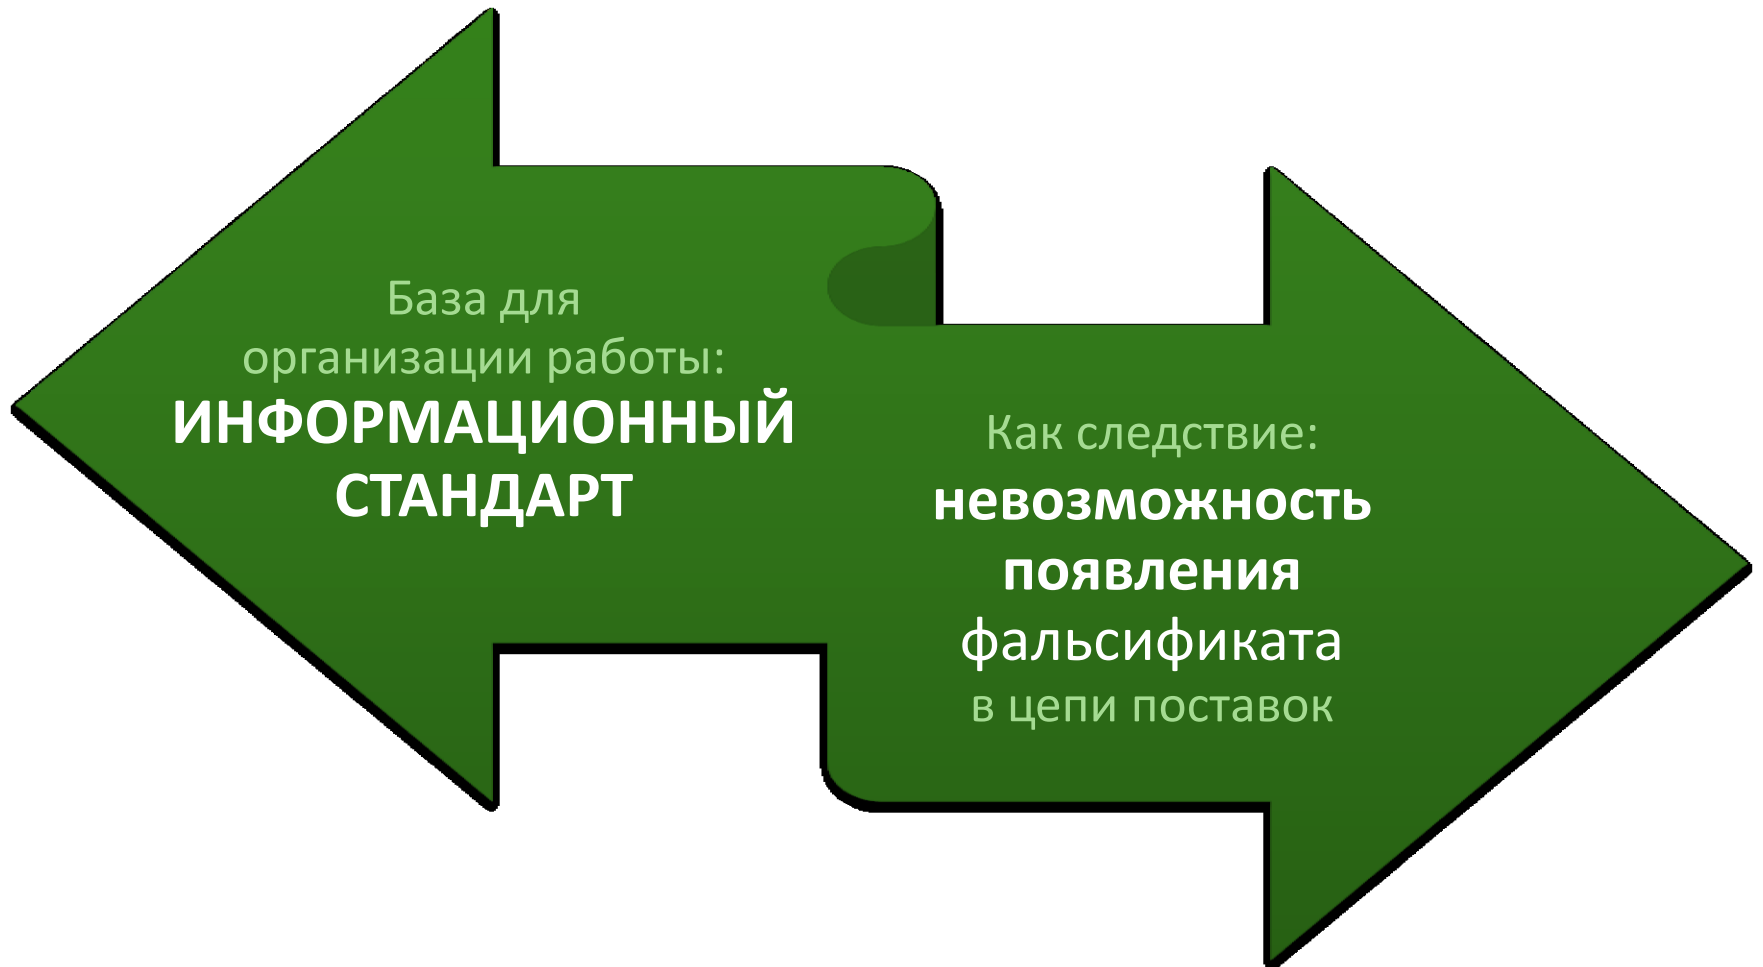 База для
организации работы:
ИНФОРМАЦИОННЫЙ
СТАНДАРТ
Как следствие:
невозможность
появления
фальсификата
в цепи поставок